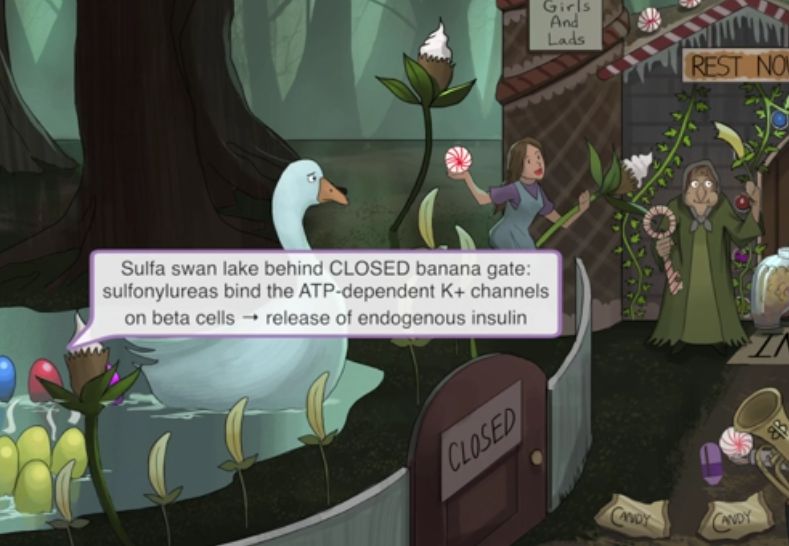 Girls
And
Lads
REST NOW
Sulfa swan lake behind CLOSED banana gate:
sulfonylureas bind the ATP-dependent K+ channels
on beta cells → release of endogenous insulin
CLOSED
CANDY
CANDY